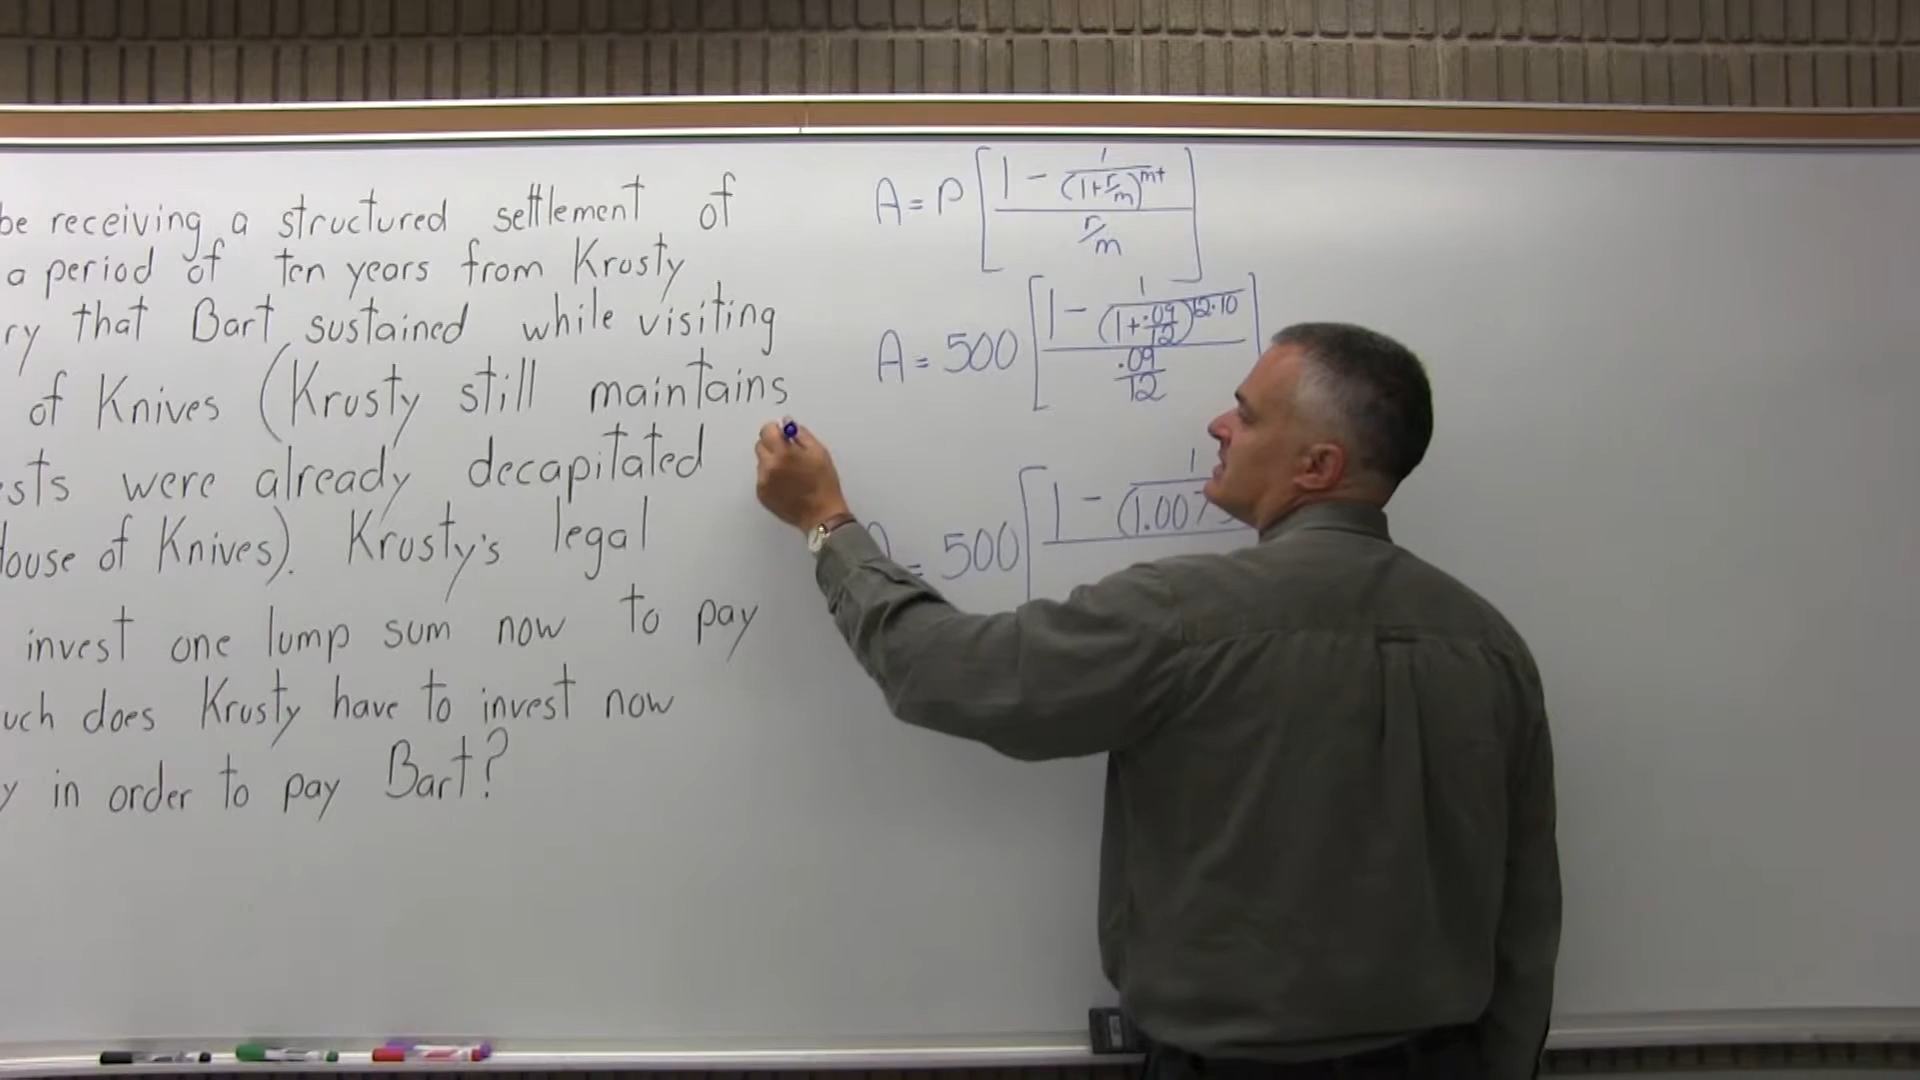 be receiving a structured settlement of
a period of ten years from Krusty
ry that Bart sustained while visiting
of Knives (Krusty still maintains
sts were already decapitated
House of Knives). Krusty's legal
invest one lump sum now to pay
uch does Krusty have to invest now
y in order to pay Bart?
A = P [ (1 - 1/(1+r/m)^mt) / (r/m) ]
A = 500 [ (1 - 1/(1+.09/12)^12·10) / (.09/12) ]
= 500 [ 1 - 1/(1.007